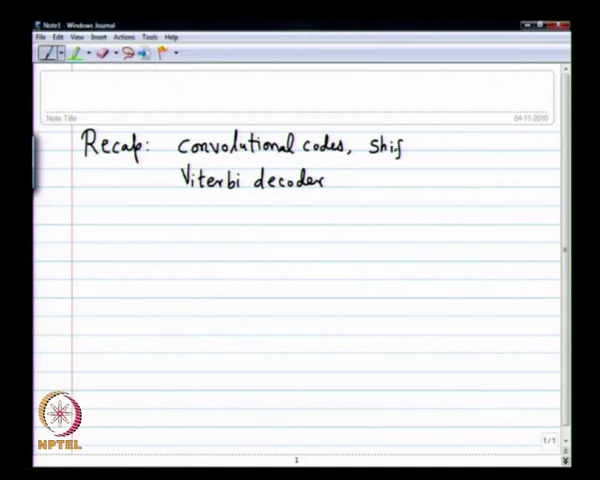 Note1 - Windows Journal
File Edit View Insert Actions Tools Help
Note Title
04-11-2010
Recap: Convolutional codes, Shif
Viterbi decoder
NPTEL
1/1
1